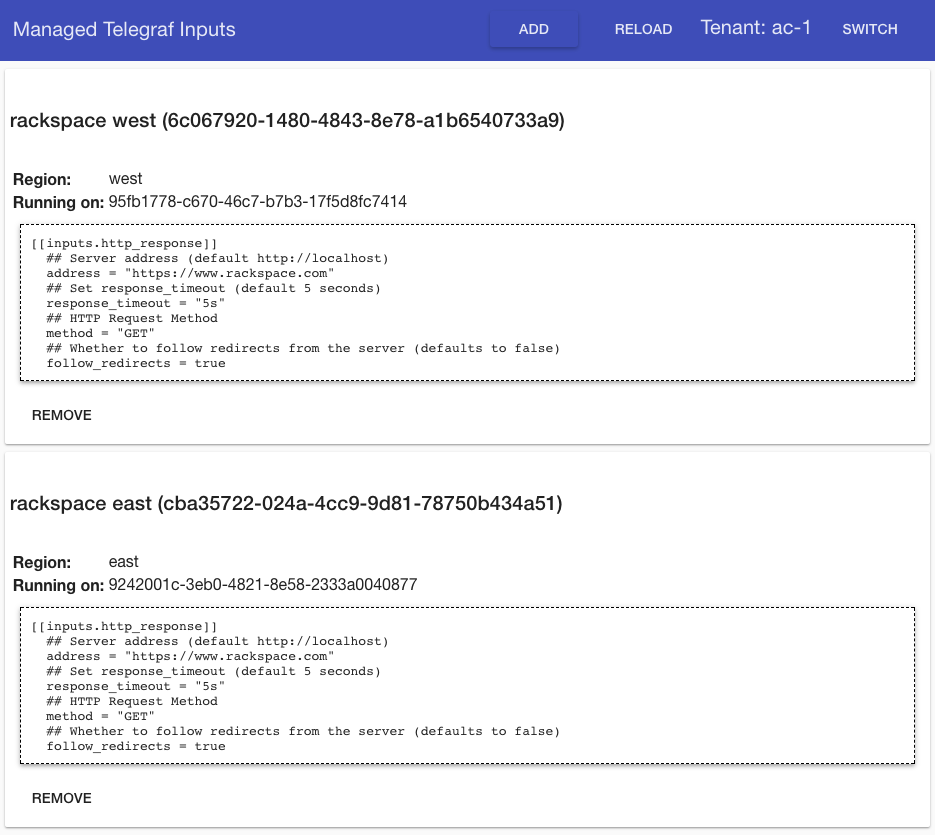 Managed Telegraf Inputs ADD RELOAD Tenant: ac-1 SWITCH
rackspace west (6c067920-1480-4843-8e78-a1b6540733a9)
Region: west
Running on: 95fb1778-c670-46c7-b7b3-17f5d8fc7414
[[inputs.http_response]]
## Server address (default http://localhost)
address = "https://www.rackspace.com"
## Set response_timeout (default 5 seconds)
response_timeout = "5s"
## HTTP Request Method
method = "GET"
## Whether to follow redirects from the server (defaults to false)
follow_redirects = true
REMOVE
rackspace east (cba35722-024a-4cc9-9d81-78750b434a51)
Region: east
Running on: 9242001c-3eb0-4821-8e58-2333a0040877
[[inputs.http_response]]
## Server address (default http://localhost)
address = "https://www.rackspace.com"
## Set response_timeout (default 5 seconds)
response_timeout = "5s"
## HTTP Request Method
method = "GET"
## Whether to follow redirects from the server (defaults to false)
follow_redirects = true
REMOVE